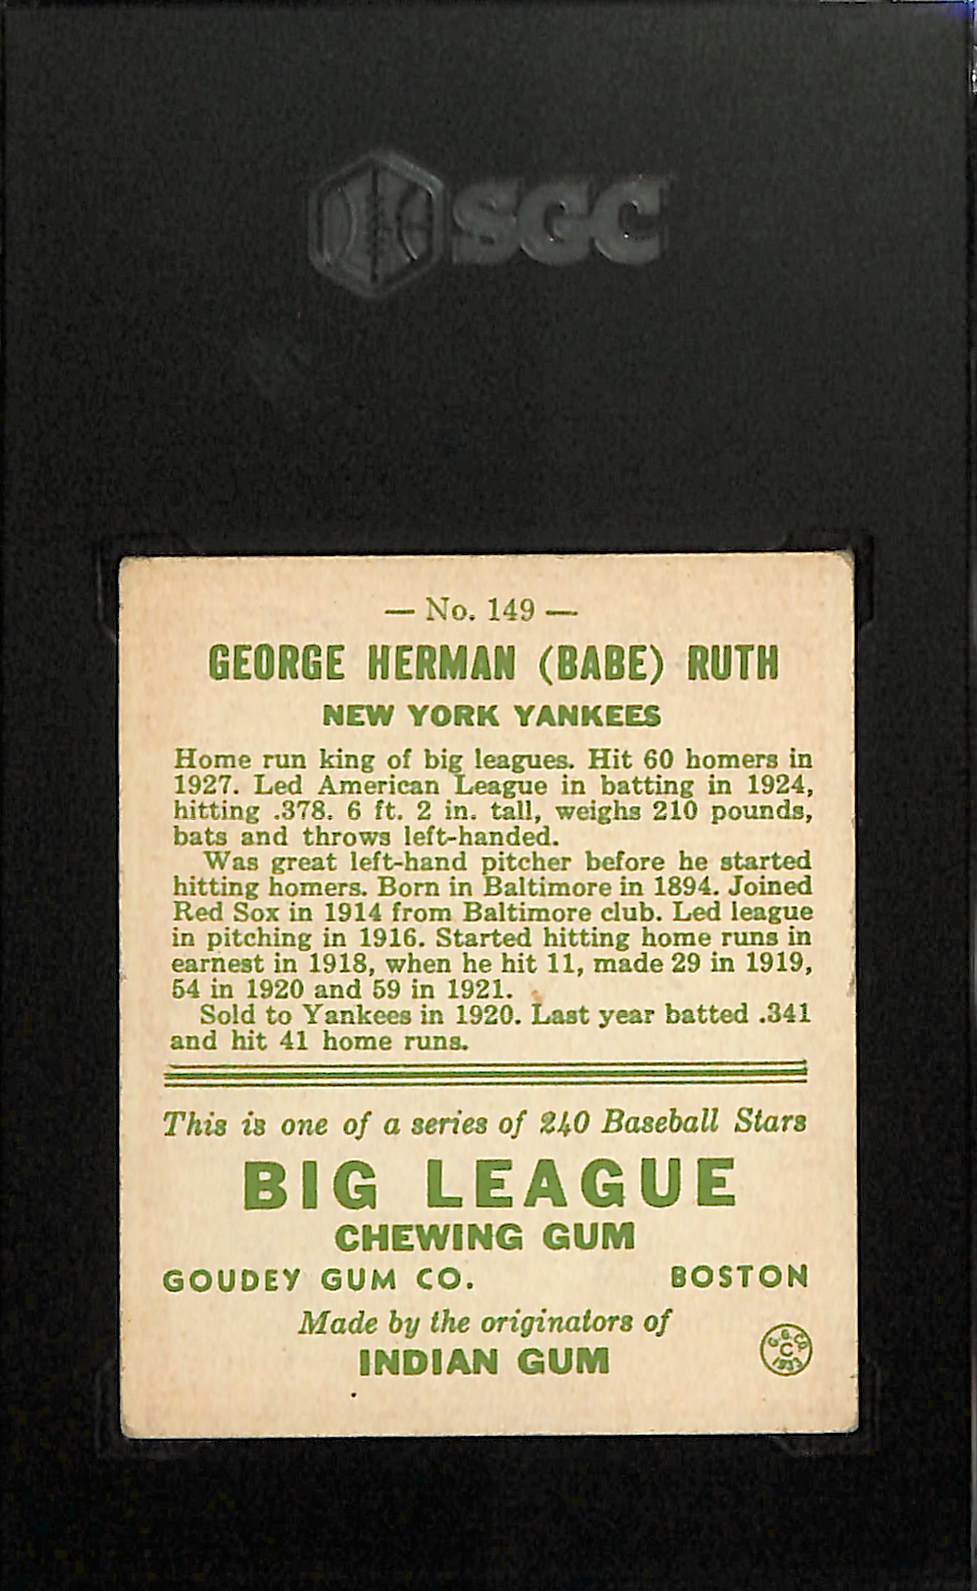 SGC
— No. 149 —
GEORGE HERMAN (BABE) RUTH
NEW YORK YANKEES
Home run king of big leagues. Hit 60 homers in
1927. Led American League in batting in 1924,
hitting .378. 6 ft. 2 in. tall, weighs 210 pounds,
bats and throws left-handed.
Was great left-hand pitcher before he started
hitting homers. Born in Baltimore in 1894. Joined
Red Sox in 1914 from Baltimore club. Led league
in pitching in 1916. Started hitting home runs in
earnest in 1918, when he hit 11, made 29 in 1919,
54 in 1920 and 59 in 1921.
Sold to Yankees in 1920. Last year batted .341
and hit 41 home runs.
This is one of a series of 240 Baseball Stars
BIG LEAGUE
CHEWING GUM
GOUDEY GUM CO. BOSTON
Made by the originators of
INDIAN GUM
G.G.Co.
C
1933